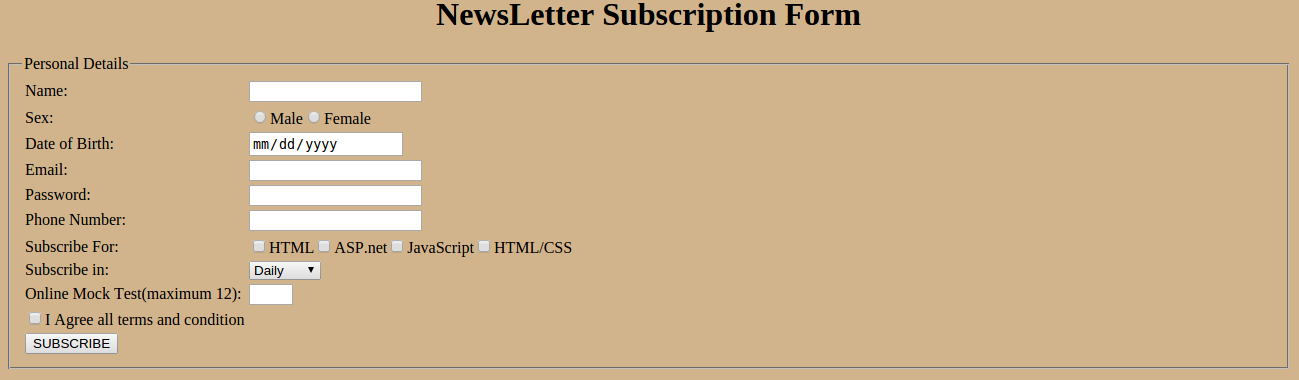 NewsLetter Subscription Form
Personal Details
Name:
Sex: Male Female
Date of Birth: mm/dd/yyyy
Email:
Password:
Phone Number:
Subscribe For: HTML ASP.net JavaScript HTML/CSS
Subscribe in: Daily
Online Mock Test(maximum 12):
I Agree all terms and condition
SUBSCRIBE